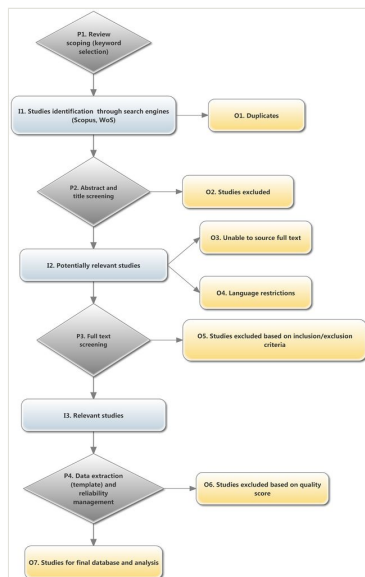 P1. Review
scoping (keyword
selection)
I1. Studies identification through search engines
(Scopus, WoS)
O1. Duplicates
P2. Abstract and
title screening
O2. Studies excluded
O3. Unable to source full text
I2. Potentially relevant studies
O4. Language restrictions
P3. Full text
screening
O5. Studies excluded based on inclusion/exclusion
criteria
I3. Relevant studies
P4. Data extraction
(template) and
reliability
management
O6. Studies excluded based on quality
score
O7. Studies for final database and analysis